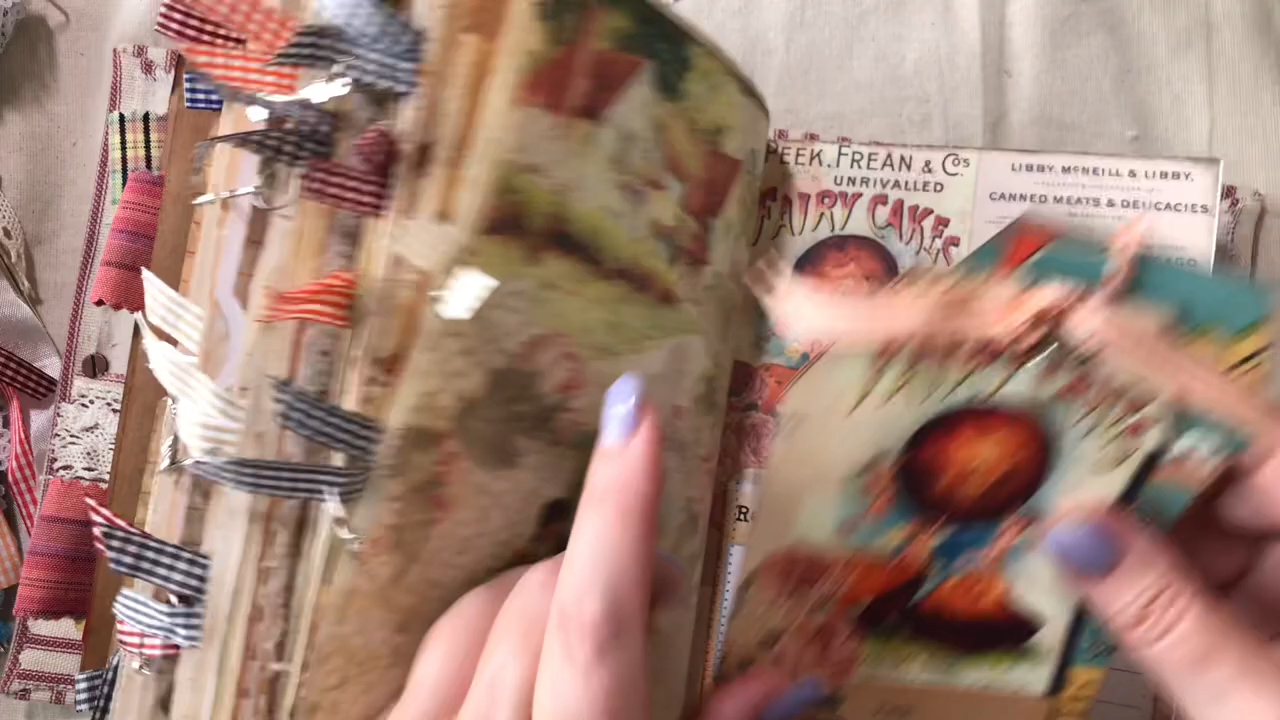 PEEK, FREAN & Co's
UNRIVALLED
FAIRY CAKES
LIBBY, McNEILL & LIBBY,
CANNED MEATS & DELICACIES